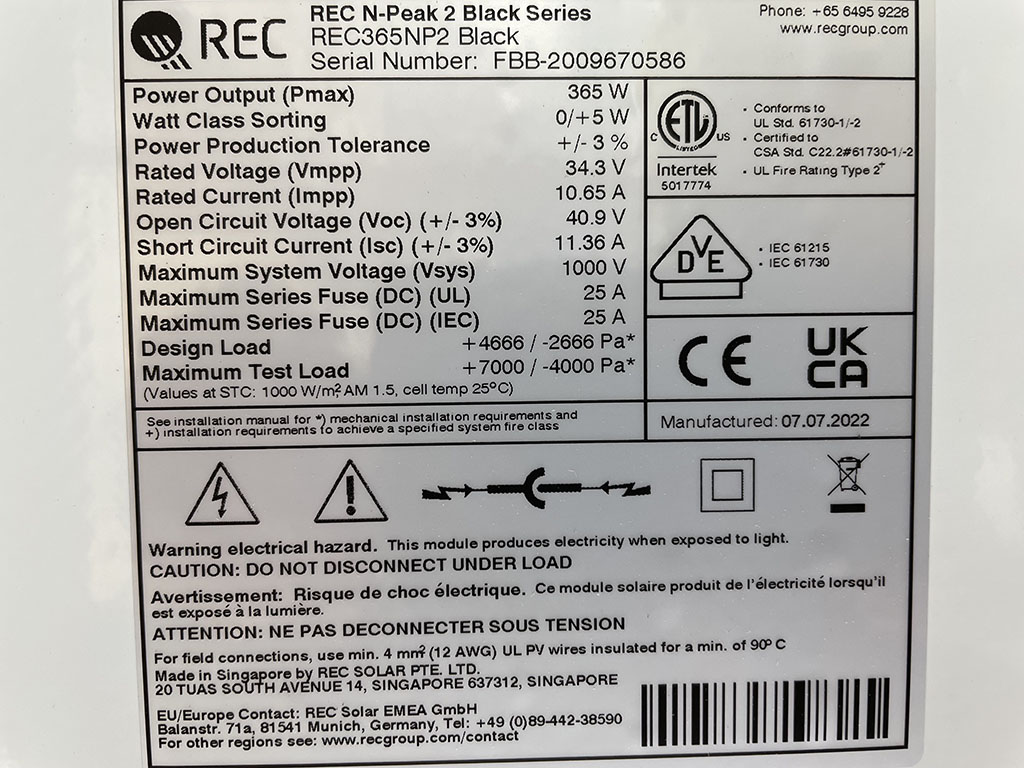 REC
REC N-Peak 2 Black Series
REC365NP2 Black
Serial Number: FBB-2009670586
Phone: +65 6495 9228
www.recgroup.com
Power Output (Pmax) 365 W
Watt Class Sorting 0/+5 W
Power Production Tolerance +/- 3 %
Rated Voltage (Vmpp) 34.3 V
Rated Current (Impp) 10.65 A
Open Circuit Voltage (Voc) (+/- 3%) 40.9 V
Short Circuit Current (Isc) (+/- 3%) 11.36 A
Maximum System Voltage (Vsys) 1000 V
Maximum Series Fuse (DC) (UL) 25 A
Maximum Series Fuse (DC) (IEC) 25 A
Design Load +4666 / -2666 Pa*
Maximum Test Load +7000 / -4000 Pa*
(Values at STC: 1000 W/m², AM 1.5, cell temp 25°C)
See installation manual for *) mechanical installation requirements and
+) installation requirements to achieve a specified system fire class
C ETL US
LISTED
Intertek
5017774
· Conforms to
UL Std. 61730-1/-2
· Certified to
CSA Std. C22.2#61730-1/-2
· UL Fire Rating Type 2+
DVE
· IEC 61215
· IEC 61730
CE
UK
CA
Manufactured: 07.07.2022
Warning electrical hazard. This module produces electricity when exposed to light.
CAUTION: DO NOT DISCONNECT UNDER LOAD
Avertissement: Risque de choc électrique. Ce module solaire produit de l'électricité lorsqu'il
est exposé à la lumière.
ATTENTION: NE PAS DECONNECTER SOUS TENSION
For field connections, use min. 4 mm² (12 AWG) UL PV wires insulated for a min. of 90º C
Made in Singapore by REC SOLAR PTE. LTD.
20 TUAS SOUTH AVENUE 14, SINGAPORE 637312, SINGAPORE
EU/Europe Contact: REC Solar EMEA GmbH
Balanstr. 71a, 81541 Munich, Germany, Tel: +49 (0)89-442-38590
For other regions see: www.recgroup.com/contact